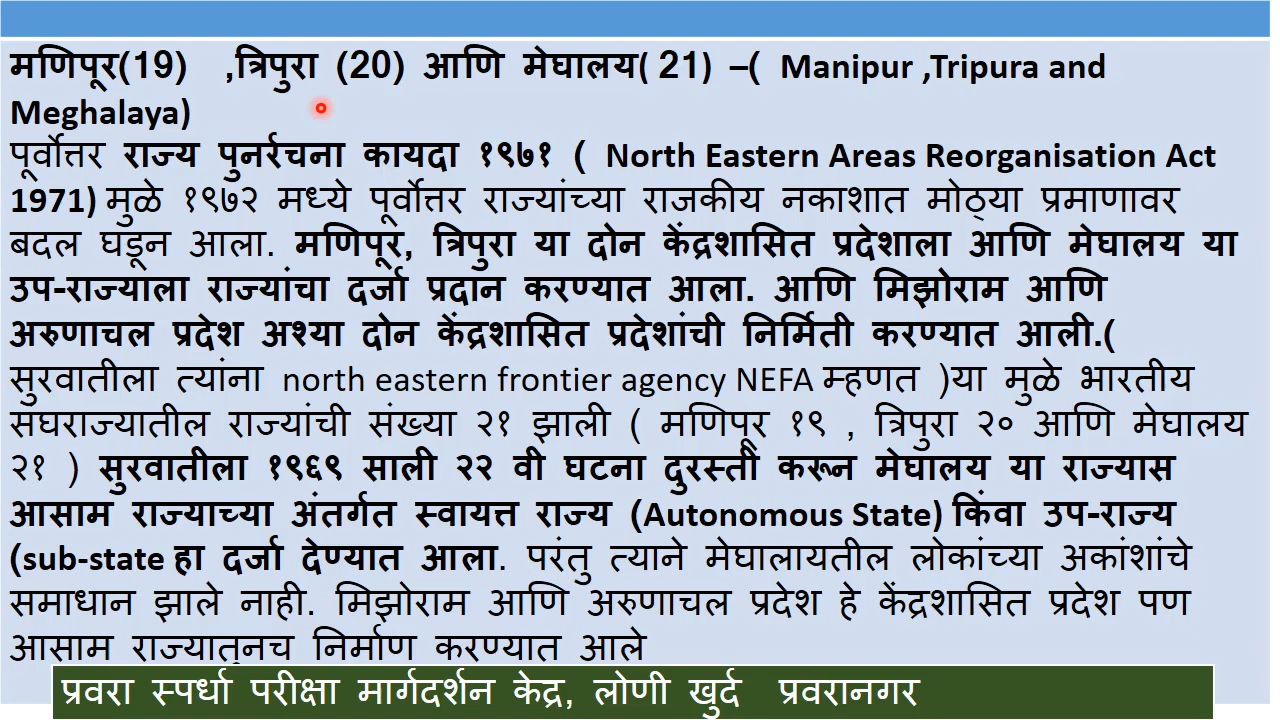 मणिपूर(19) ,त्रिपुरा (20) आणि मेघालय( 21) –( Manipur ,Tripura and
Meghalaya)
पूर्वोत्तर राज्य पुनर्रचना कायदा १९७१ ( North Eastern Areas Reorganisation Act
1971) मुळे १९७२ मध्ये पूर्वोत्तर राज्यांच्या राजकीय नकाशात मोठ्या प्रमाणावर
बदल घडून आला. मणिपूर, त्रिपुरा या दोन केंद्रशासित प्रदेशाला आणि मेघालय या
उप-राज्याला राज्यांचा दर्जा प्रदान करण्यात आला. आणि मिझोराम आणि
अरुणाचल प्रदेश अश्या दोन केंद्रशासित प्रदेशांची निर्मिती करण्यात आली.(
सुरवातीला त्यांना north eastern frontier agency NEFA म्हणत )या मुळे भारतीय
संघराज्यातील राज्यांची संख्या २१ झाली ( मणिपूर १९ , त्रिपुरा २० आणि मेघालय
२१ ) सुरवातीला १९६९ साली २२ वी घटना दुरस्ती करून मेघालय या राज्यास
आसाम राज्याच्या अंतर्गत स्वायत्त राज्य (Autonomous State) किंवा उप-राज्य
(sub-state हा दर्जा देण्यात आला. परंतु त्याने मेघालायतील लोकांच्या अकांशांचे
समाधान झाले नाही. मिझोराम आणि अरुणाचल प्रदेश हे केंद्रशासित प्रदेश पण
आसाम राज्यातूनच निर्माण करण्यात आले
प्रवरा स्पर्धा परीक्षा मार्गदर्शन केद्र, लोणी खुर्द प्रवरानगर